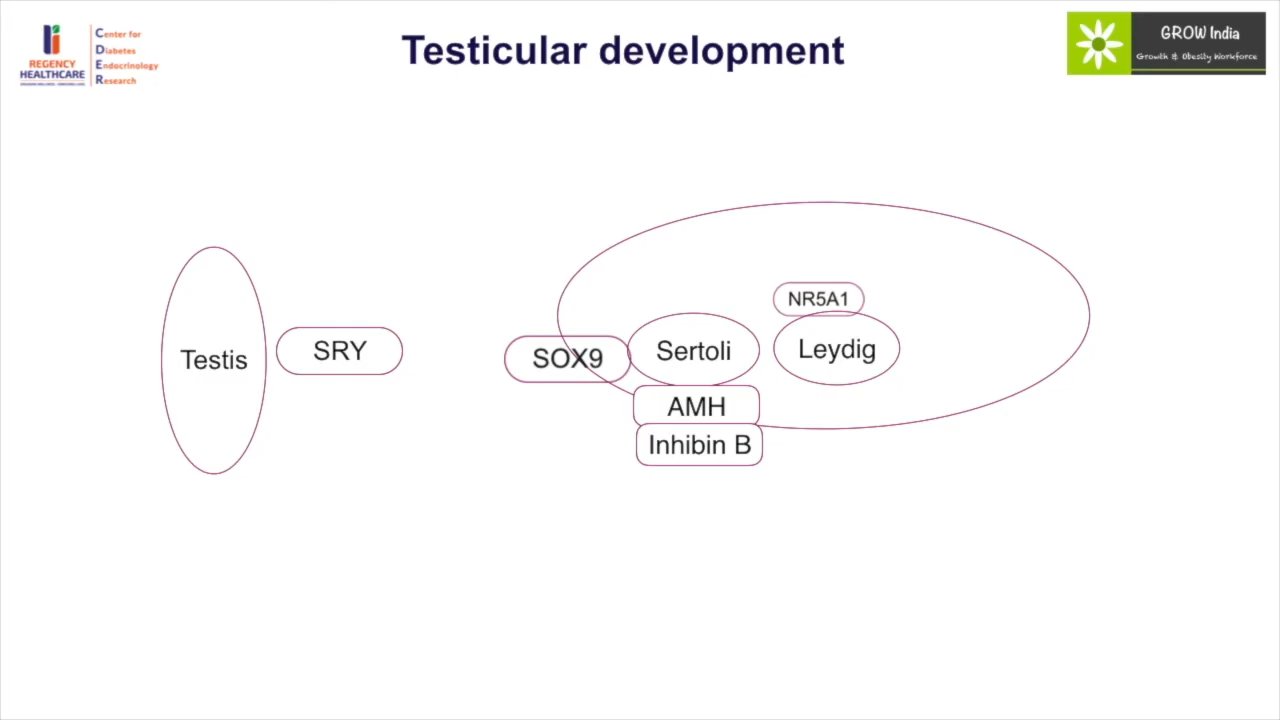 Testicular development
REGENCY
HEALTHCARE
Center for
Diabetes
Endocrinology
Research
GROW India
Growth & Obesity Workforce
NR5A1
Testis
SRY
SOX9
Sertoli
Leydig
AMH
Inhibin B